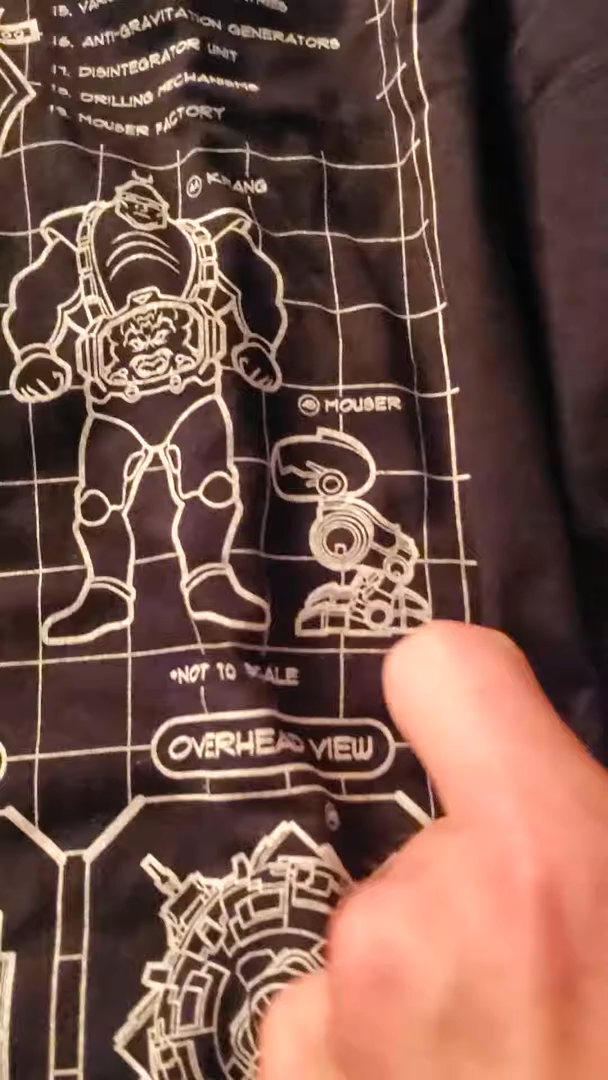 16. ANTI-GRAVITATION GENERATORS
17. DISINTEGRATOR UNIT
18. DRILLING MECHANISMS
19. MOUSER FACTORY
KRANG
MOUSER
*NOT TO SCALE
OVERHEAD VIEW